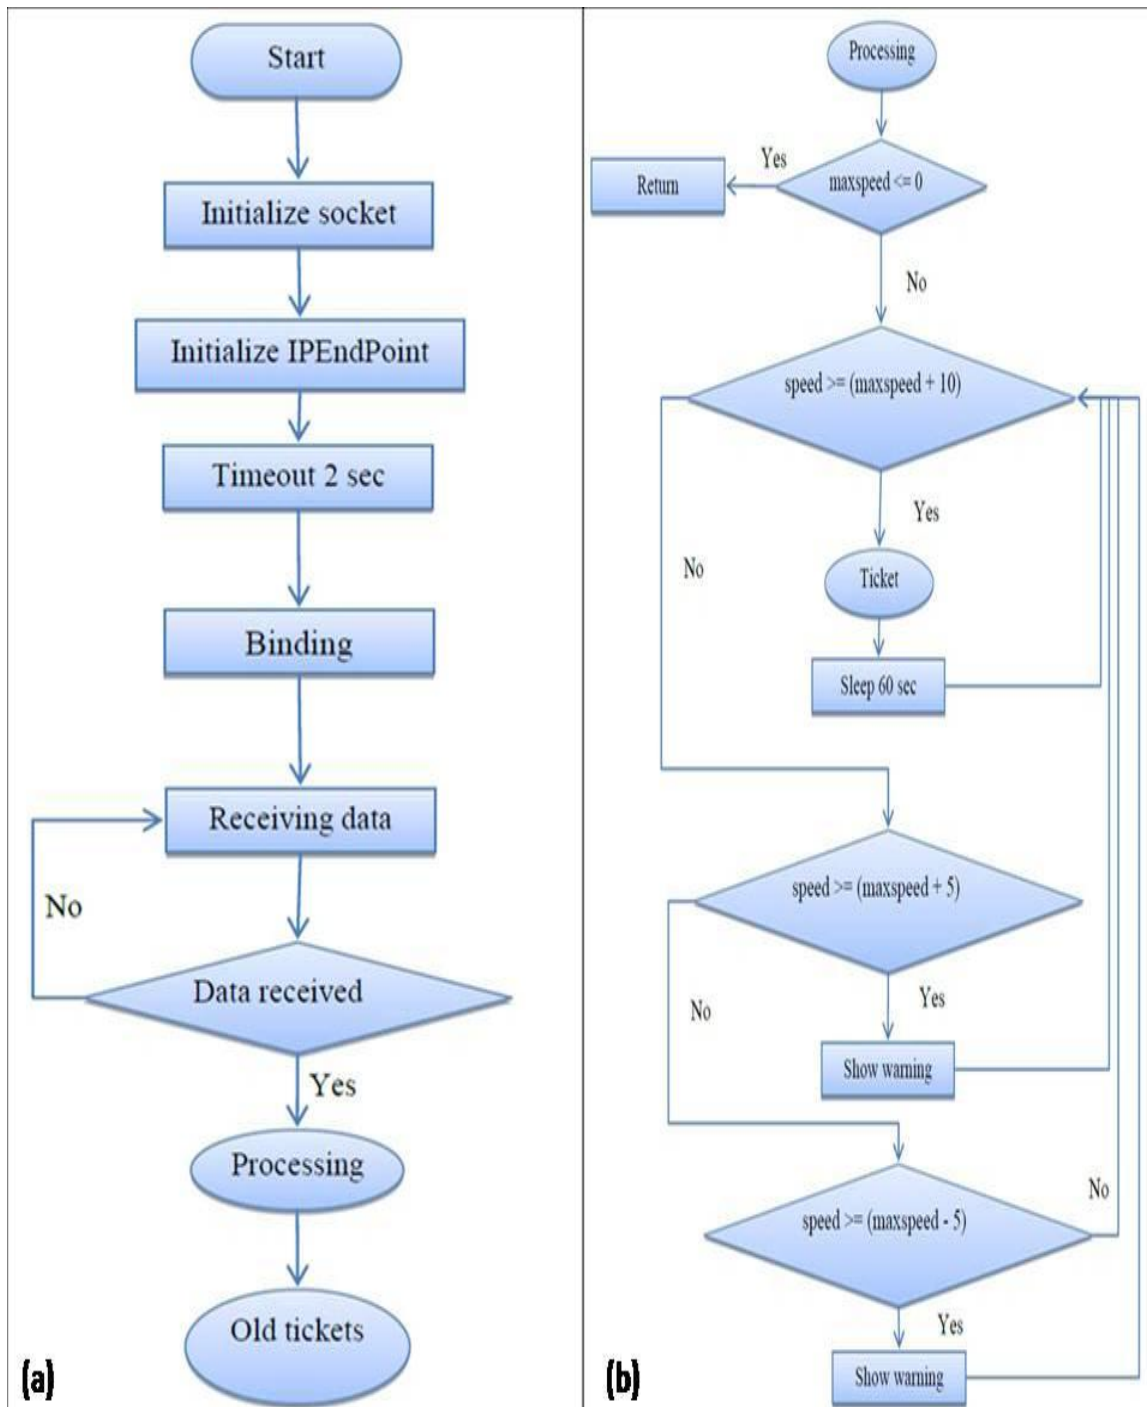 Start
Initialize socket
Initialize IPEndPoint
Timeout 2 sec
Binding
Receiving data
No
Data received
Yes
Processing
Old tickets
(a)
Processing
Yes
Return
maxspeed <= 0
No
speed >= (maxspeed + 10)
Yes
No
Ticket
Sleep 60 sec
speed >= (maxspeed + 5)
Yes
No
Show warning
No
speed >= (maxspeed - 5)
Yes
Show warning
(b)